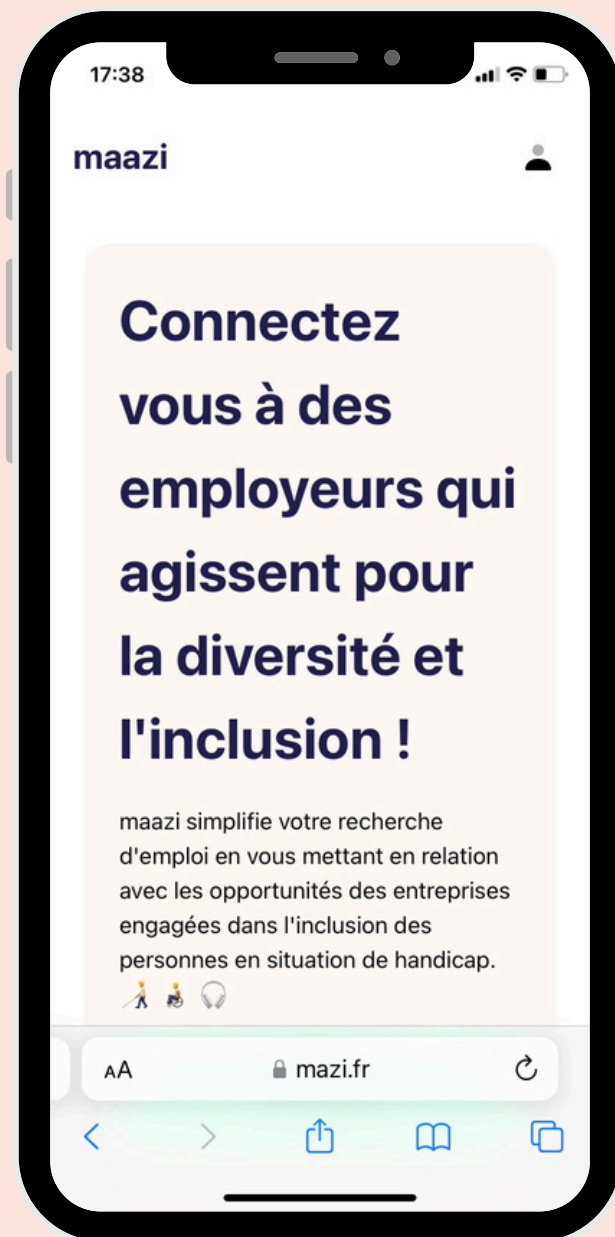 17:38
maazi
Connectez
vous à des
employeurs qui
agissent pour
la diversité et
l'inclusion !
maazi simplifie votre recherche
d'emploi en vous mettant en relation
avec les opportunités des entreprises
engagées dans l'inclusion des
personnes en situation de handicap.
👨‍🦯 👨‍🦽 🎧
AA mazi.fr